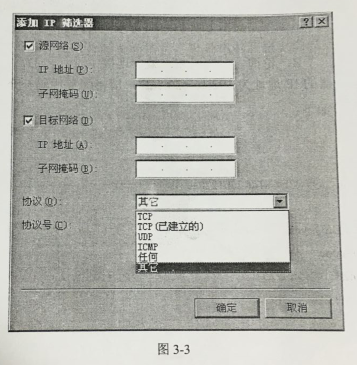 添加 IP 筛选器
源网络(S)
IP 地址(P):
子网掩码(U):
目标网络(D)
IP 地址(A):
子网掩码(B):
协议(O):
其它
协议号(C)
TCP
TCP(已建立的)
UDP
ICMP
任何
其它
确定
取消
图 3-3